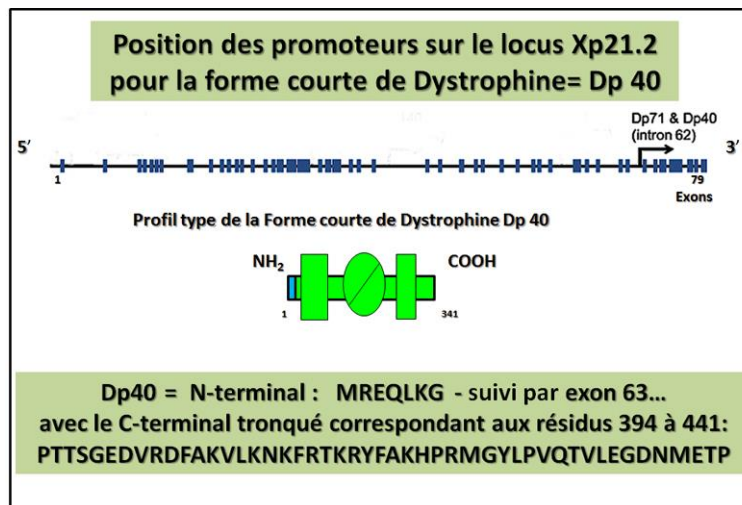 Position des promoteurs sur le locus Xp21.2
pour la forme courte de Dystrophine= Dp 40
Dp71 & Dp40
(intron 62)
5′
3′
1
79
Exons
Profil type de la Forme courte de Dystrophine Dp 40
NH2
COOH
1
341
Dp40 = N-terminal : MREQLKG - suivi par exon 63...
avec le C-terminal tronqué correspondant aux résidus 394 à 441:
PTTSGEDVRDFAKVLKNKFRTKRYFAKHPRMGYLPVQTVLEGDNMETP